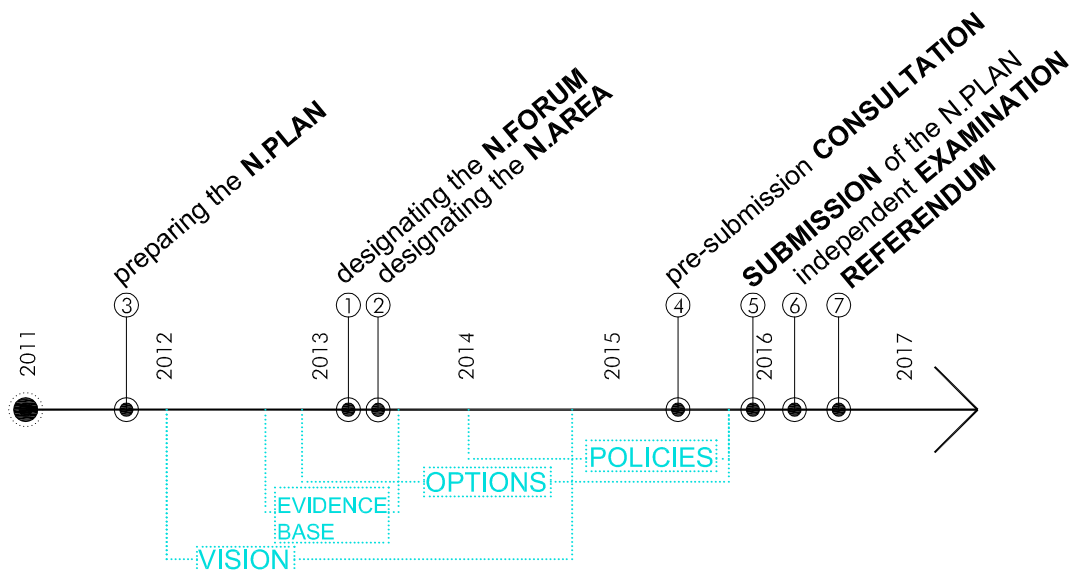 preparing the N.PLAN
designating the N.FORUM
designating the N.AREA
pre-submission CONSULTATION
SUBMISSION of the N.PLAN
independent EXAMINATION
REFERENDUM
3
1
2
4
5
6
7
2011
2012
2013
2014
2015
2016
2017
POLICIES
OPTIONS
EVIDENCE
BASE
VISION